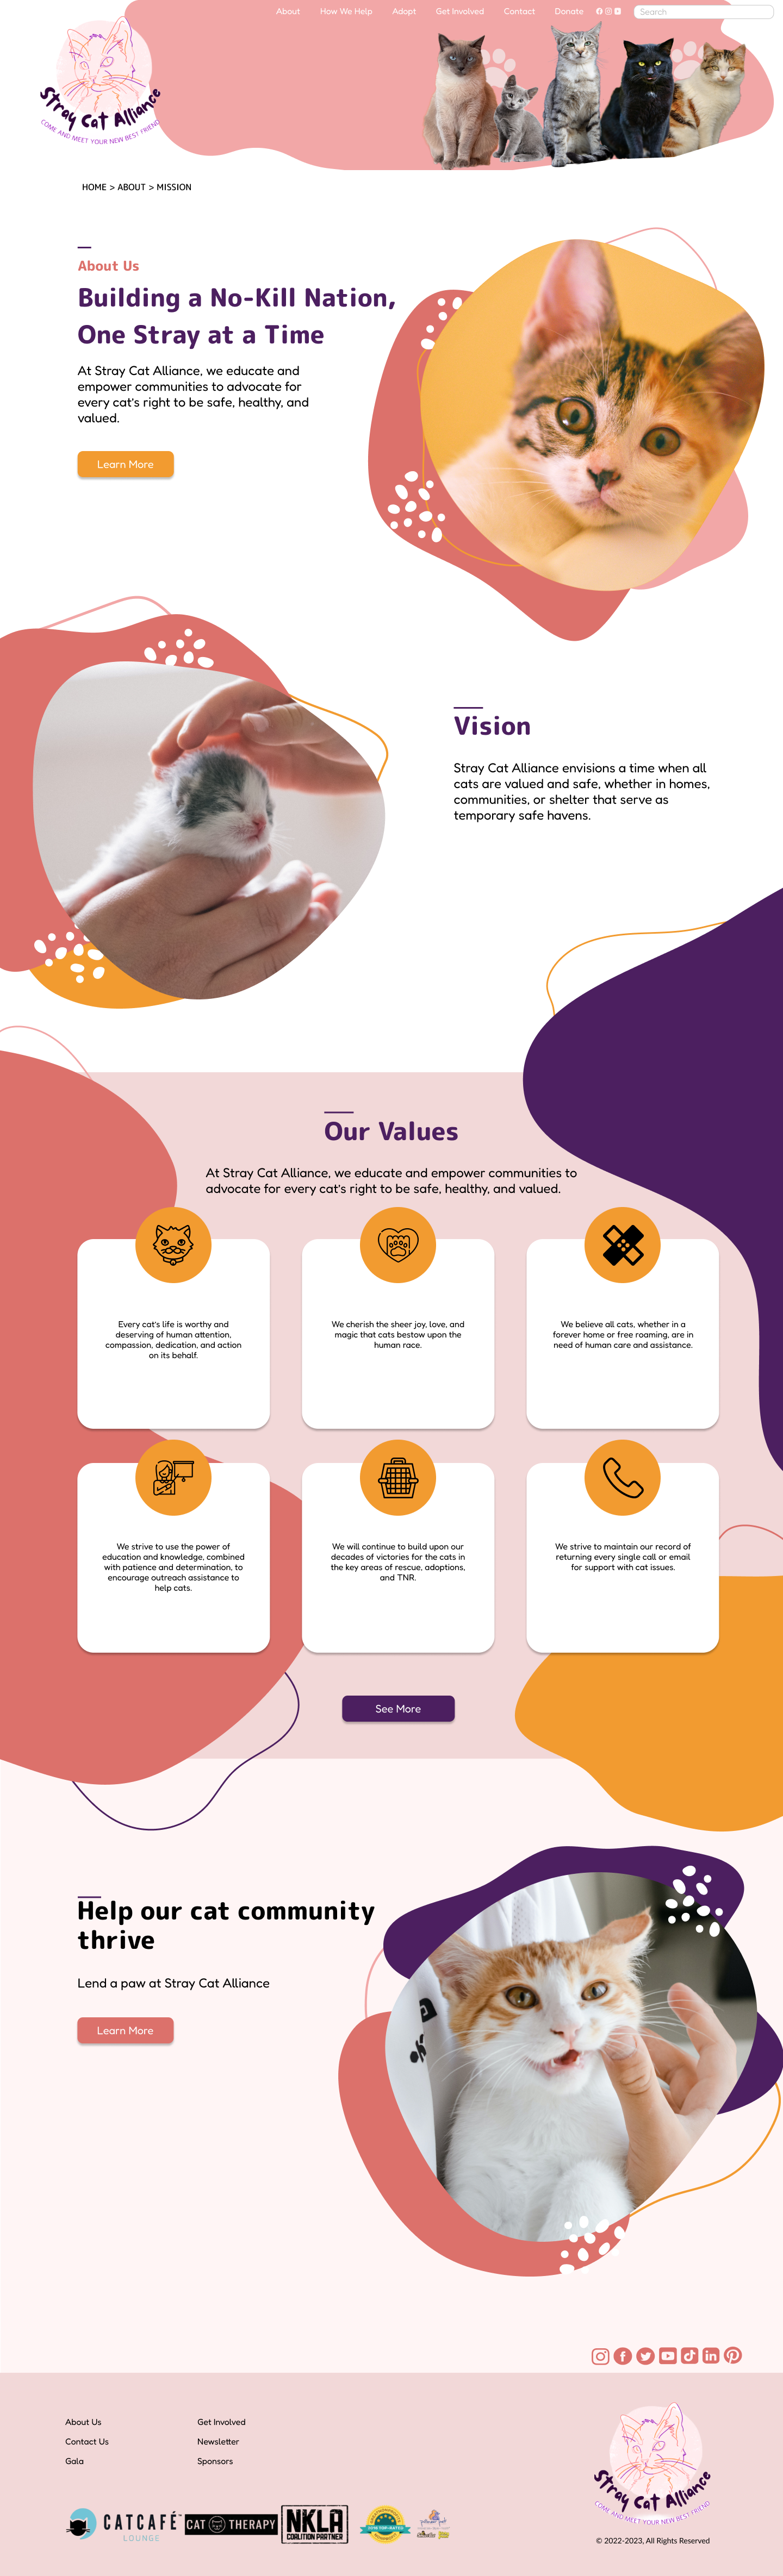 About How We Help Adopt Get Involved Contact Donate Search
Stray Cat Alliance
COME AND MEET YOUR NEW BEST FRIEND
HOME > ABOUT > MISSION
About Us
Building a No-Kill Nation,
One Stray at a Time
At Stray Cat Alliance, we educate and
empower communities to advocate for
every cat's right to be safe, healthy, and
valued.
Learn More
Vision
Stray Cat Alliance envisions a time when all
cats are valued and safe, whether in homes,
communities, or shelter that serve as
temporary safe havens.
Our Values
At Stray Cat Alliance, we educate and empower communities to
advocate for every cat's right to be safe, healthy, and valued.
Every cat's life is worthy and
deserving of human attention,
compassion, dedication, and action
on its behalf.
We cherish the sheer joy, love, and
magic that cats bestow upon the
human race.
We believe all cats, whether in a
forever home or free roaming, are in
need of human care and assistance.
We strive to use the power of
education and knowledge, combined
with patience and determination, to
encourage outreach assistance to
help cats.
We will continue to build upon our
decades of victories for the cats in
the key areas of rescue, adoptions,
and TNR.
We strive to maintain our record of
returning every single call or email
for support with cat issues.
See More
Help our cat community
thrive
Lend a paw at Stray Cat Alliance
Learn More
About Us
Contact Us
Gala
Get Involved
Newsletter
Sponsors
Stray Cat Alliance
COME AND MEET YOUR NEW BEST FRIEND
CATCAFÉ
LOUNGE
CAT THERAPY
NKLA
COALITION PARTNER
© 2022-2023, All Rights Reserved